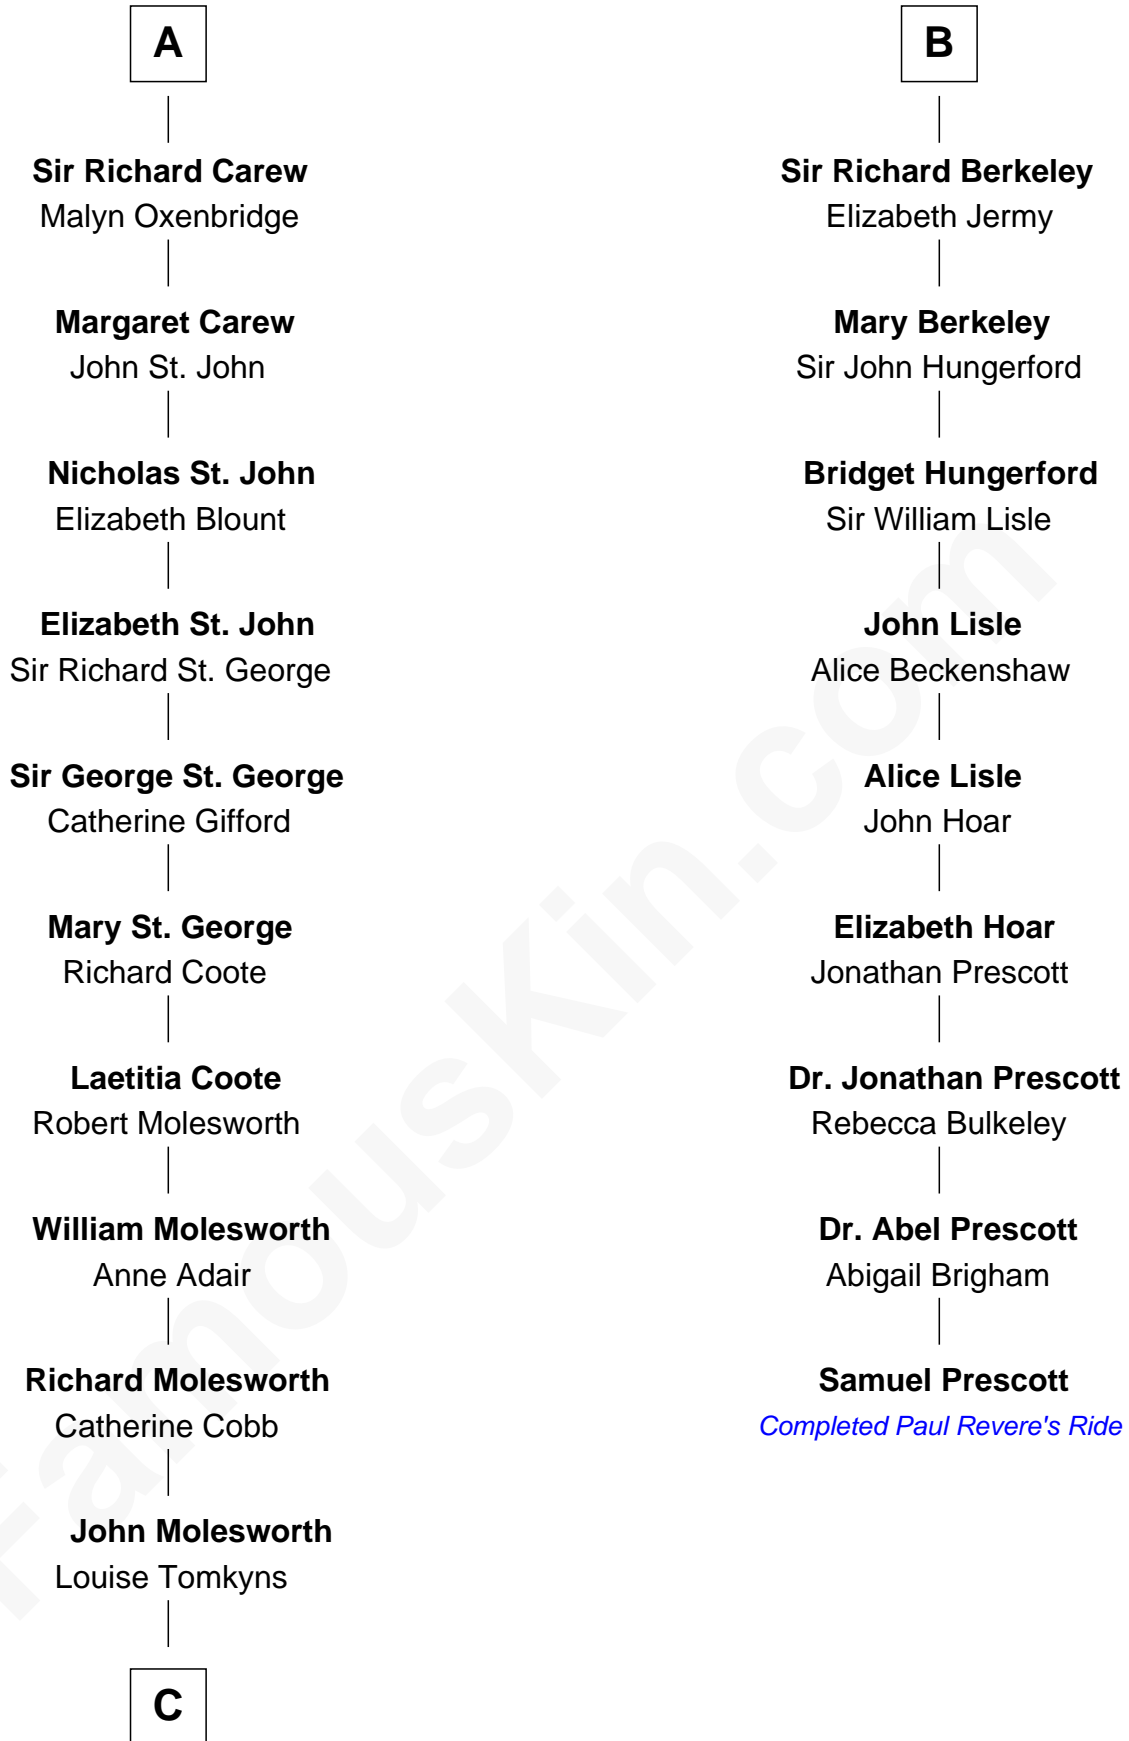 A
Sir Richard Carew
Malyn Oxenbridge
Margaret Carew
John St. John
Nicholas St. John
Elizabeth Blount
Elizabeth St. John
Sir Richard St. George
Sir George St. George
Catherine Gifford
Mary St. George
Richard Coote
Laetitia Coote
Robert Molesworth
William Molesworth
Anne Adair
Richard Molesworth
Catherine Cobb
John Molesworth
Louise Tomkyns
C
B
Sir Richard Berkeley
Elizabeth Jermy
Mary Berkeley
Sir John Hungerford
Bridget Hungerford
Sir William Lisle
John Lisle
Alice Beckenshaw
Alice Lisle
John Hoar
Elizabeth Hoar
Jonathan Prescott
Dr. Jonathan Prescott
Rebecca Bulkeley
Dr. Abel Prescott
Abigail Brigham
Samuel Prescott
Completed Paul Revere's Ride
FamousKin.com